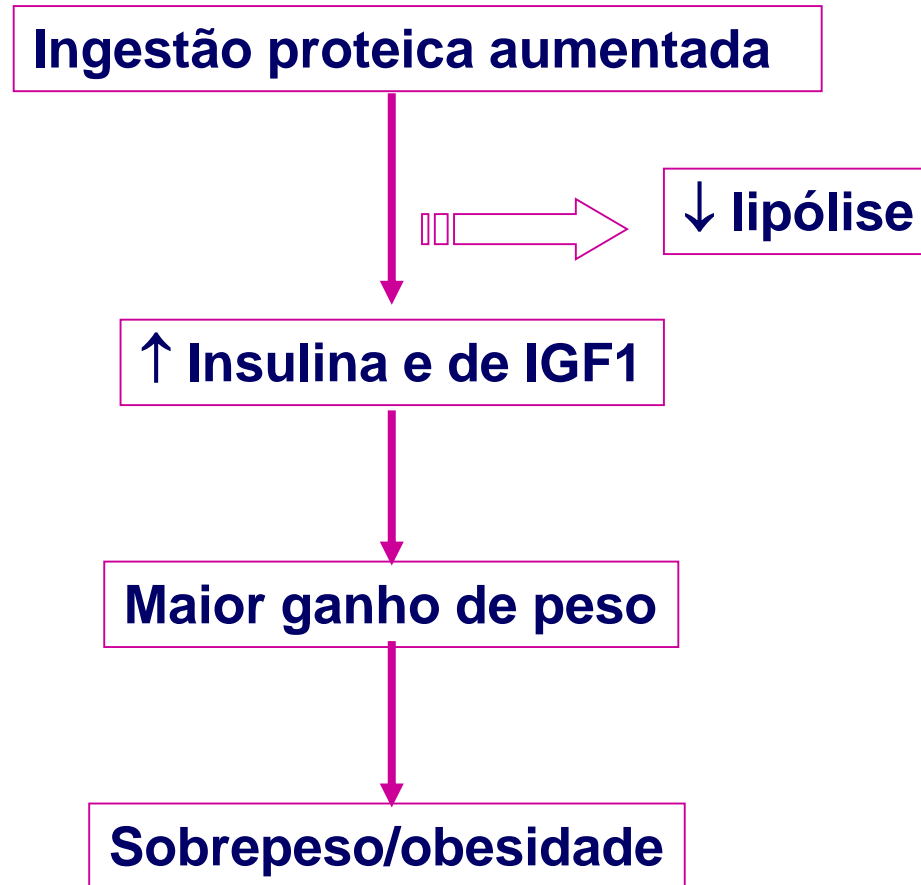 Ingestão proteica aumentada
↓ lipólise
↑ Insulina e de IGF1
Maior ganho de peso
Sobrepeso/obesidade